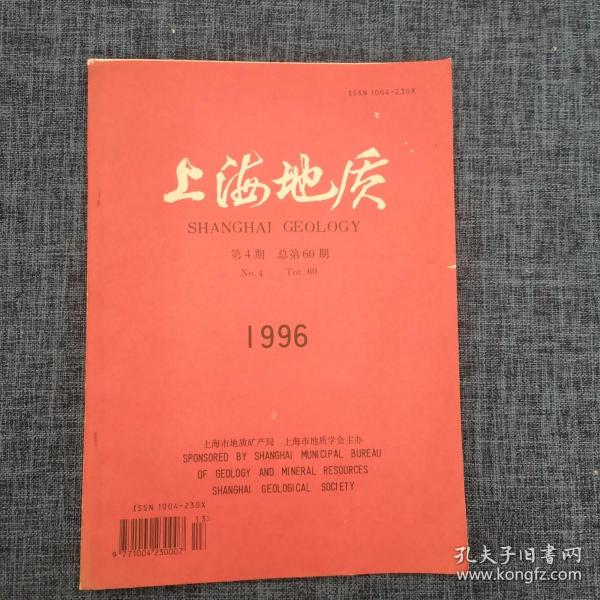 ISSN 1004-230X
上海地质
SHANGHAI GEOLOGY
第4期 总第60期
No.4 Tot.60
1996
上海市地质矿产局 上海市地质学会主办
SPONSORED BY SHANGHAI MUNICIPAL BUREAU
OF GEOLOGY AND MINERAL RESOURCES
SHANGHAI GEOLOGICAL SOCIETY
ISSN 1004-230X
9 771004 230007
孔夫子旧书网
www.kongfz.com